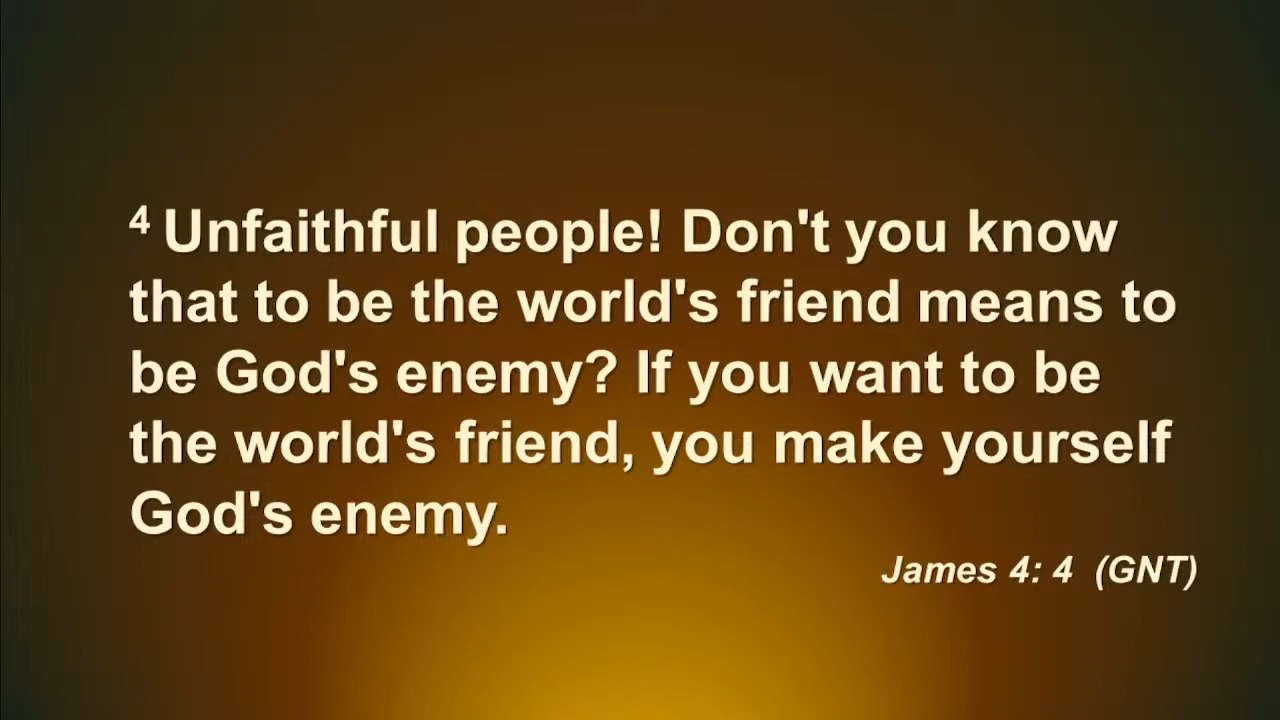 4 Unfaithful people! Don't you know
that to be the world's friend means to
be God's enemy? If you want to be
the world's friend, you make yourself
God's enemy.
James 4: 4 (GNT)